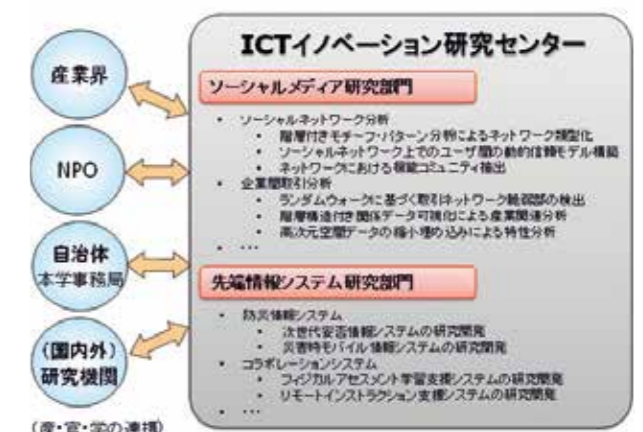 ICTイノベーション研究センター
産業界
NPO
自治体
本学事務局
(国内外)
研究機関
(産・官・学の連携)
ソーシャルメディア研究部門
・ ソーシャルネットワーク分析
・ 階層付きモチーフ・パターン分析によるネットワーク類型化
・ ソーシャルネットワーク上でのユーザ間の動的信頼モデル構築
・ ネットワークにおける機能コミュニティ抽出
・ 企業間取引分析
・ ランダムウォークに基づく取引ネットワーク脆弱部の検出
・ 階層構造付き関係データ可視化による産業関連分析
・ 高次元空間データの縮小埋め込みによる特性分析
・ …
先端情報システム研究部門
・ 防災情報システム
・ 次世代安否情報システムの研究開発
・ 災害時モバイル情報システムの研究開発
・ コラボレーションシステム
・ フィジカルアセスメント学習支援システムの研究開発
・ リモートインストラクション支援システムの研究開発
・ …